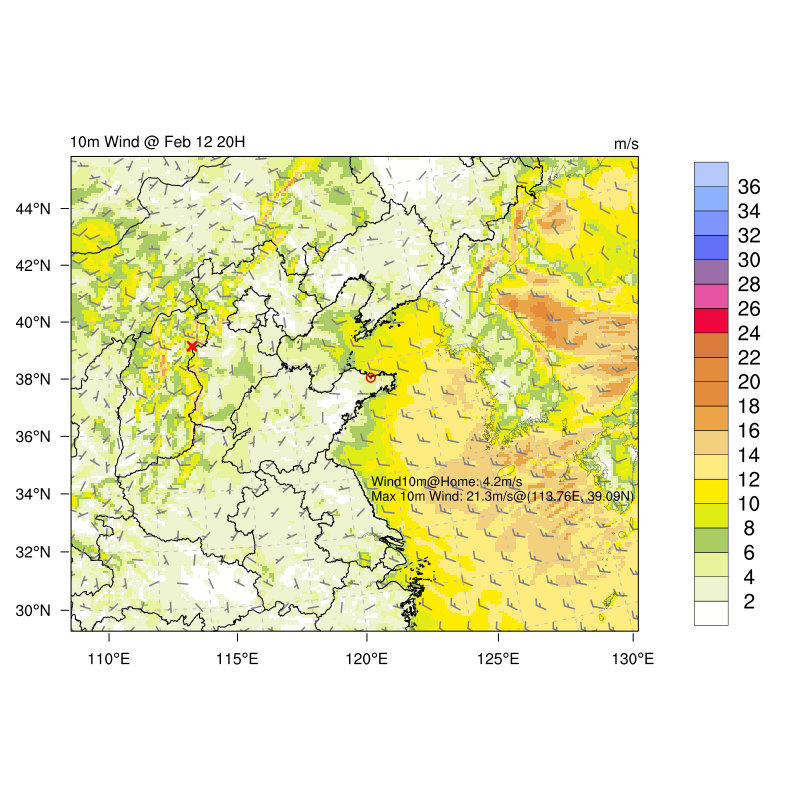 10m Wind @ Feb 12 20H
m/s
44°N
42°N
40°N
38°N
36°N
34°N
32°N
30°N
Wind10m@Home: 4.2m/s
Max 10m Wind: 21.3m/s@(113.76E, 39.09N)
110°E
115°E
120°E
125°E
130°E
36
34
32
30
28
26
24
22
20
18
16
14
12
10
8
6
4
2